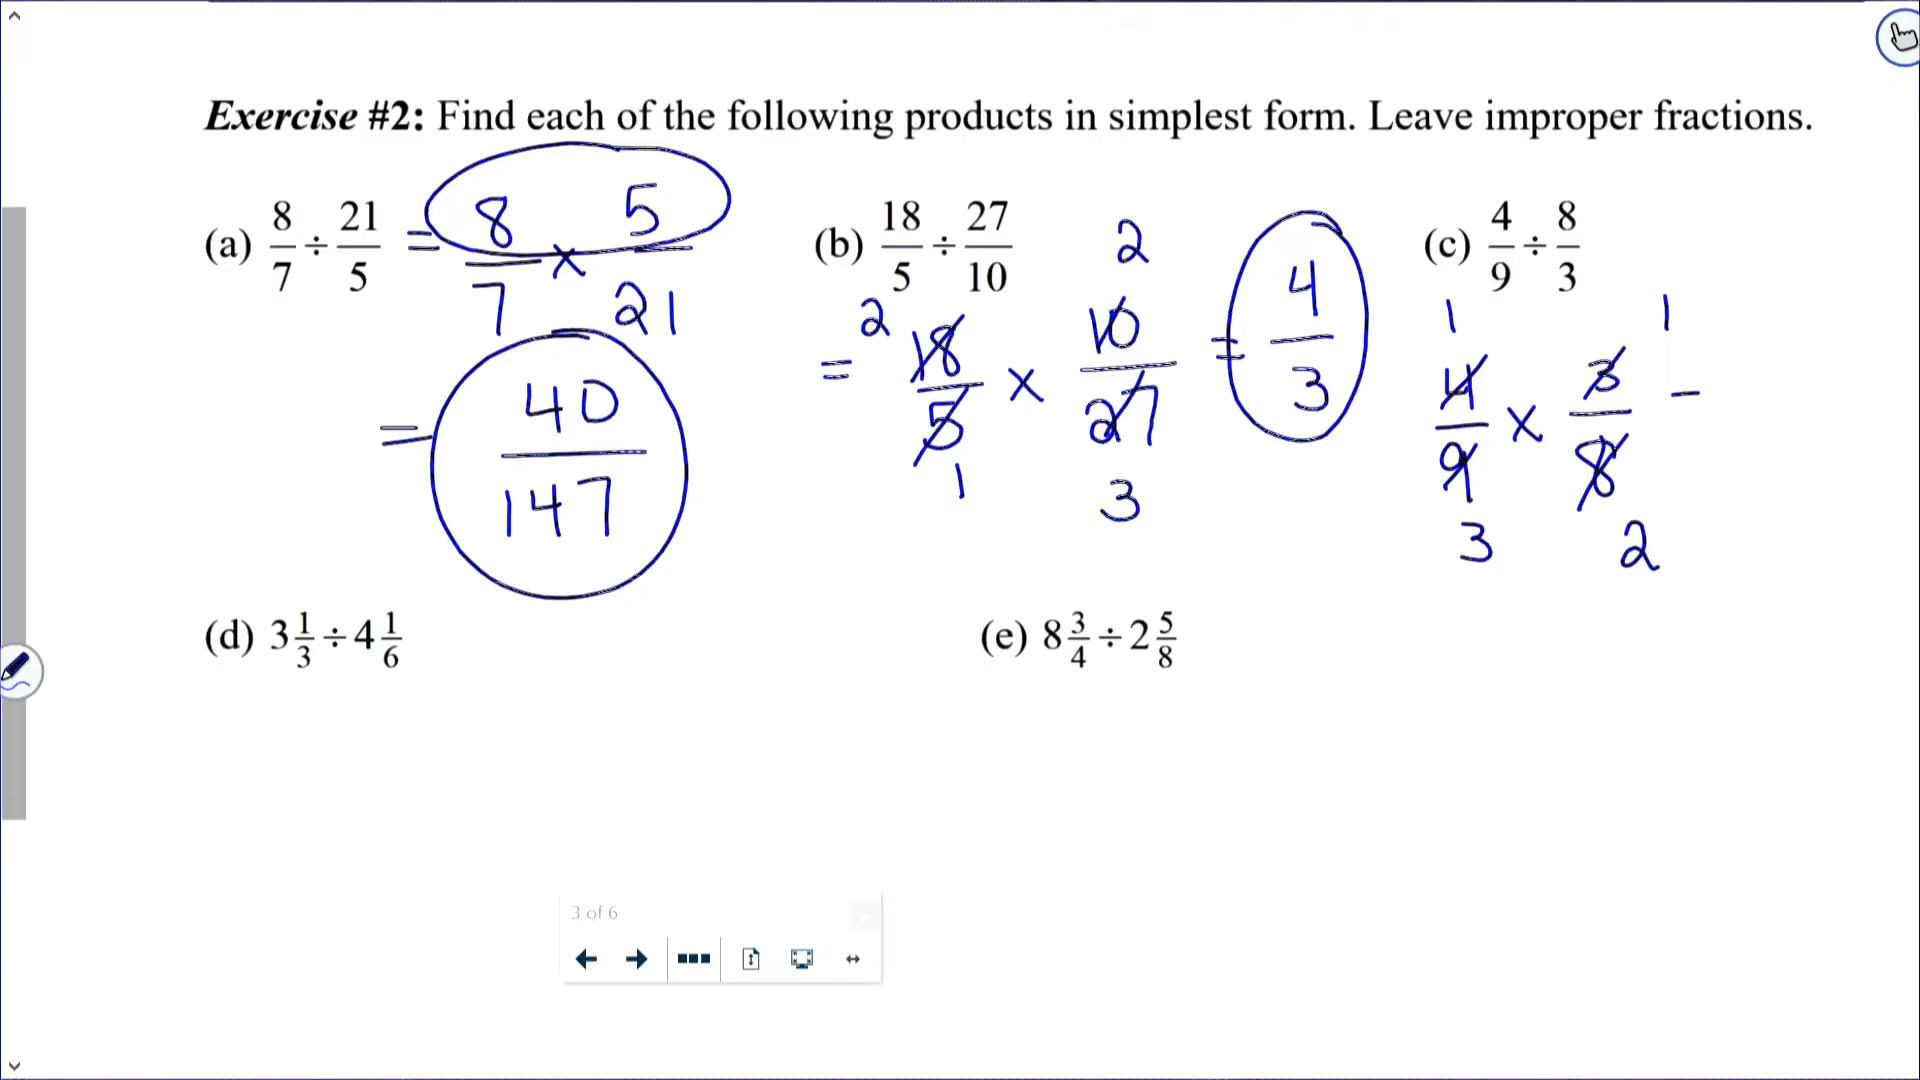 Exercise #2: Find each of the following products in simplest form. Leave improper fractions.
(a) 8/7 ÷ 21/5 = 8/7 × 5/21
= 40/147
(b) 18/5 ÷ 27/10
= 18/5 × 10/27 = 4/3
2 2
1 3
(c) 4/9 ÷ 8/3
1 1
4/9 × 3/8 -
3 2
(d) 3 1/3 ÷ 4 1/6
(e) 8 3/4 ÷ 2 5/8
3 of 6